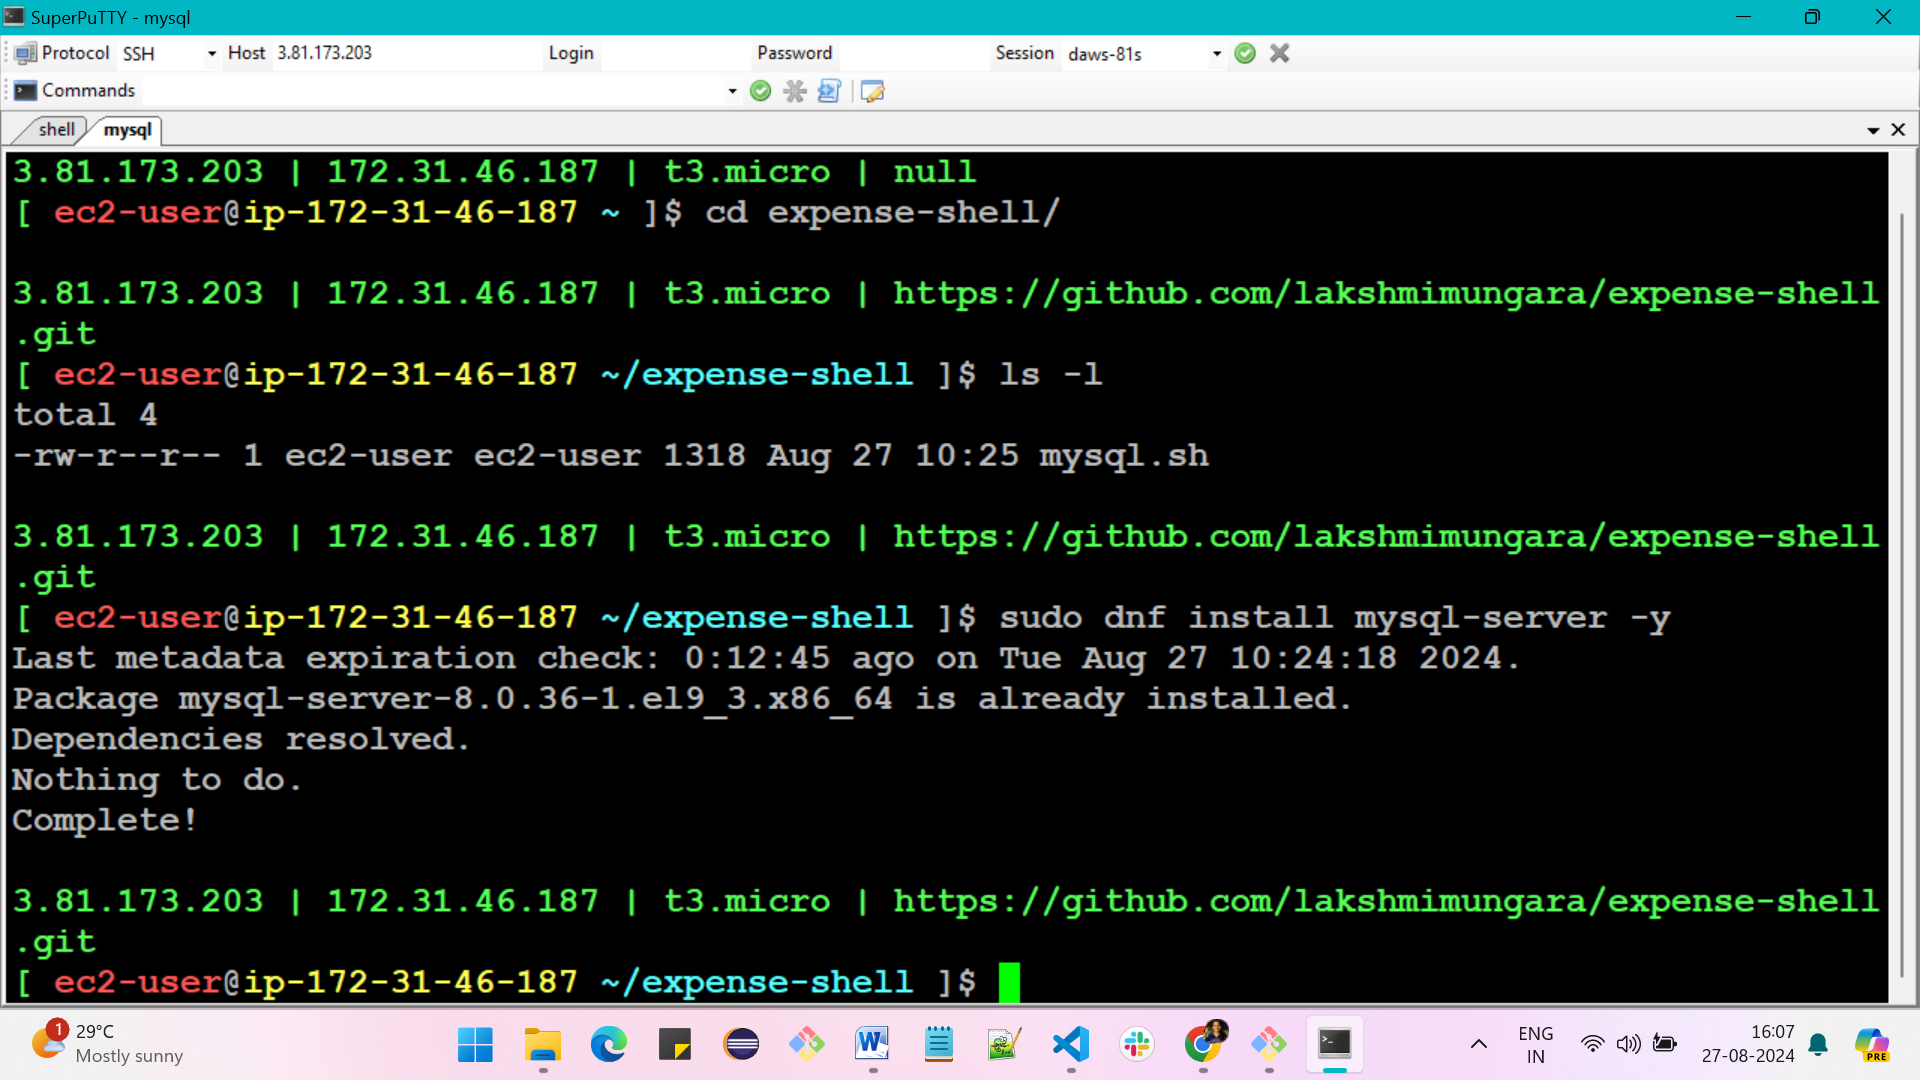 SuperPuTTY - mysql
Protocol SSH Host 3.81.173.203 Login Password Session daws-81s
Commands
shell mysql
3.81.173.203 | 172.31.46.187 | t3.micro | null
[ ec2-user@ip-172-31-46-187 ~ ]$ cd expense-shell/
3.81.173.203 | 172.31.46.187 | t3.micro | https://github.com/lakshmimungara/expense-shell
.git
[ ec2-user@ip-172-31-46-187 ~/expense-shell ]$ ls -l
total 4
-rw-r--r-- 1 ec2-user ec2-user 1318 Aug 27 10:25 mysql.sh
3.81.173.203 | 172.31.46.187 | t3.micro | https://github.com/lakshmimungara/expense-shell
.git
[ ec2-user@ip-172-31-46-187 ~/expense-shell ]$ sudo dnf install mysql-server -y
Last metadata expiration check: 0:12:45 ago on Tue Aug 27 10:24:18 2024.
Package mysql-server-8.0.36-1.el9_3.x86_64 is already installed.
Dependencies resolved.
Nothing to do.
Complete!
3.81.173.203 | 172.31.46.187 | t3.micro | https://github.com/lakshmimungara/expense-shell
.git
[ ec2-user@ip-172-31-46-187 ~/expense-shell ]$
1 29°C
Mostly sunny
ENG
IN
16:07
27-08-2024
PRE